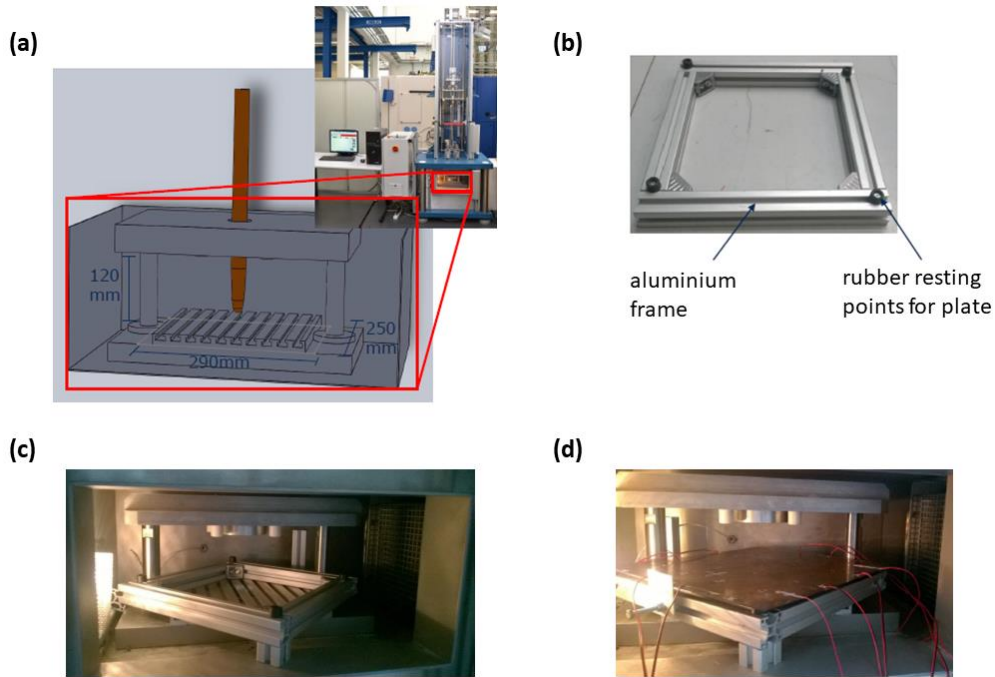 (a)
120
mm
250
mm
290mm
(b)
aluminium
frame
rubber resting
points for plate
(c)
(d)